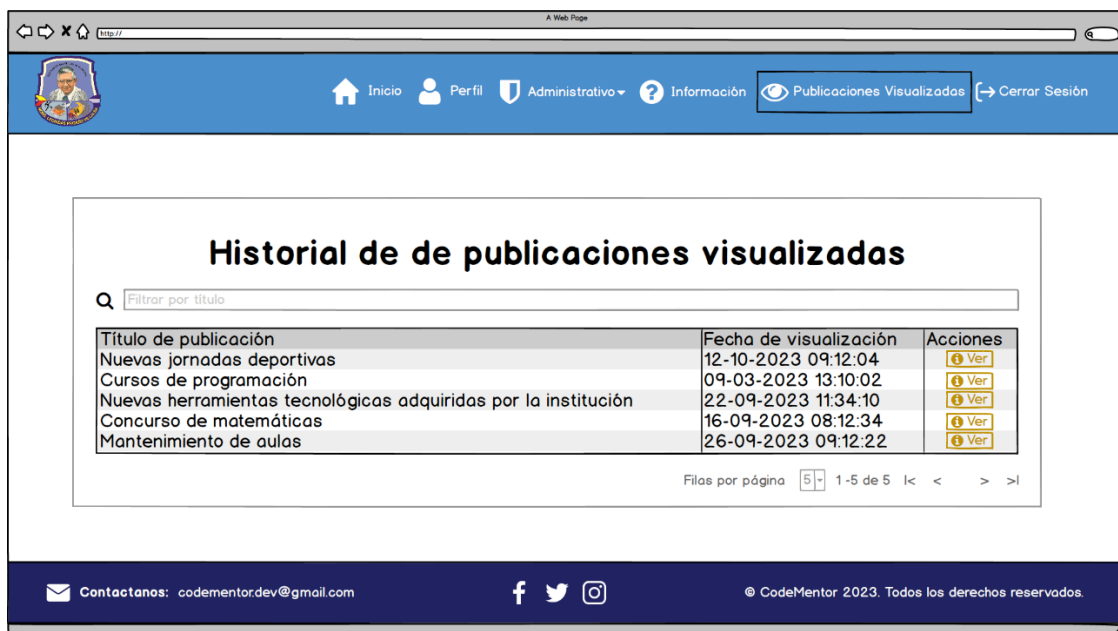 A Web Page
http://
Inicio Perfil Administrativo Información Publicaciones Visualizadas Cerrar Sesión
Historial de de publicaciones visualizadas
Filtrar por título
Título de publicación Fecha de visualización Acciones
Nuevas jornadas deportivas 12-10-2023 09:12:04 Ver
Cursos de programación 09-03-2023 13:10:02 Ver
Nuevas herramientas tecnológicas adquiridas por la institución 22-09-2023 11:34:10 Ver
Concurso de matemáticas 16-09-2023 08:12:34 Ver
Mantenimiento de aulas 26-09-2023 09:12:22 Ver
Filas por página 5 1-5 de 5 |< < > >|
Contactanos: codementor.dev@gmail.com © CodeMentor 2023. Todos los derechos reservados.